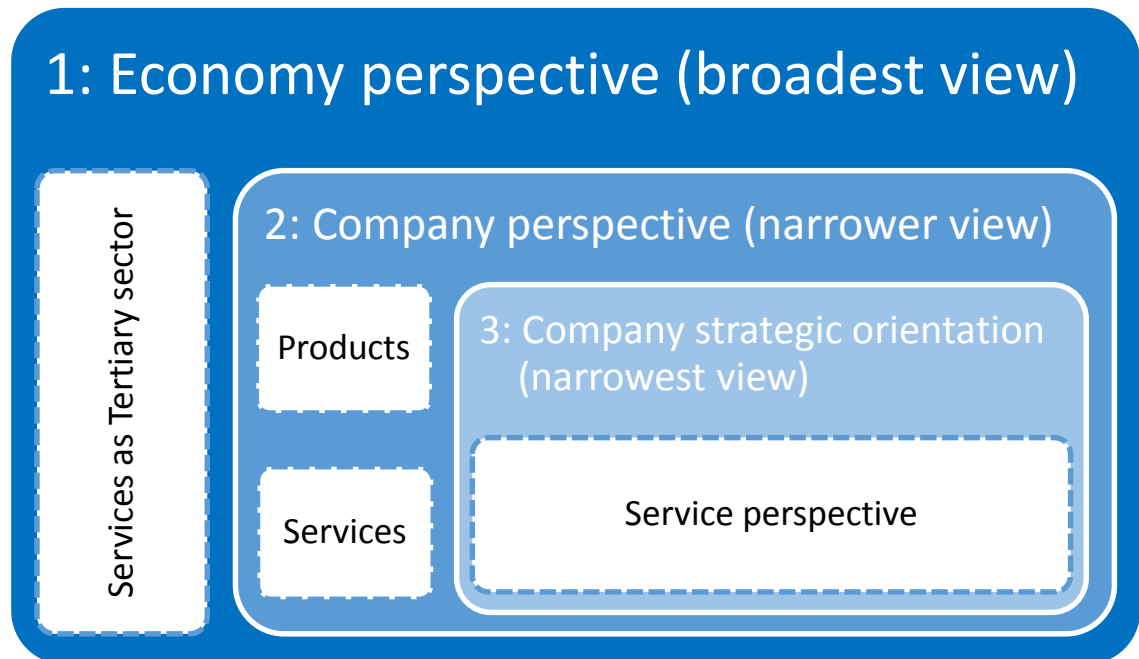 1: Economy perspective (broadest view)
Services as Tertiary sector
2: Company perspective (narrower view)
Products
Services
3: Company strategic orientation
(narrowest view)
Service perspective